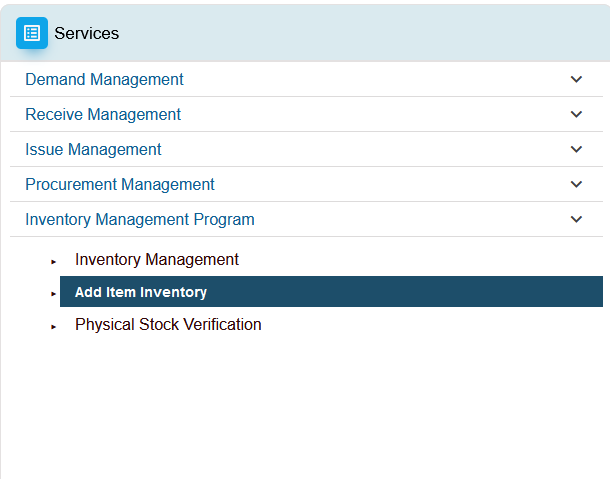 Services
Demand Management
Receive Management
Issue Management
Procurement Management
Inventory Management Program
Inventory Management
Add Item Inventory
Physical Stock Verification